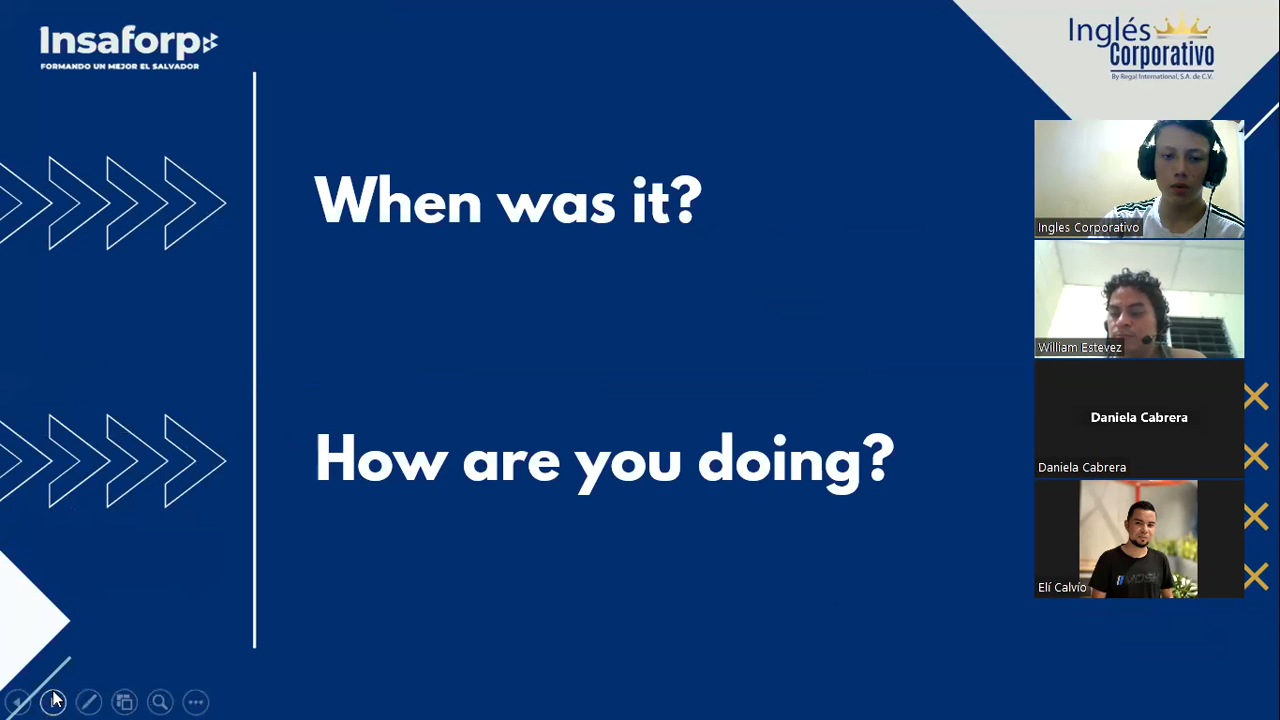 Insaforp
FORMANDO UN MEJOR EL SALVADOR
Inglés
Corporativo
By Regal International, S.A. de C.V.
When was it?
How are you doing?
Ingles Corporativo
William Estevez
Daniela Cabrera
Daniela Cabrera
Elí Calvío